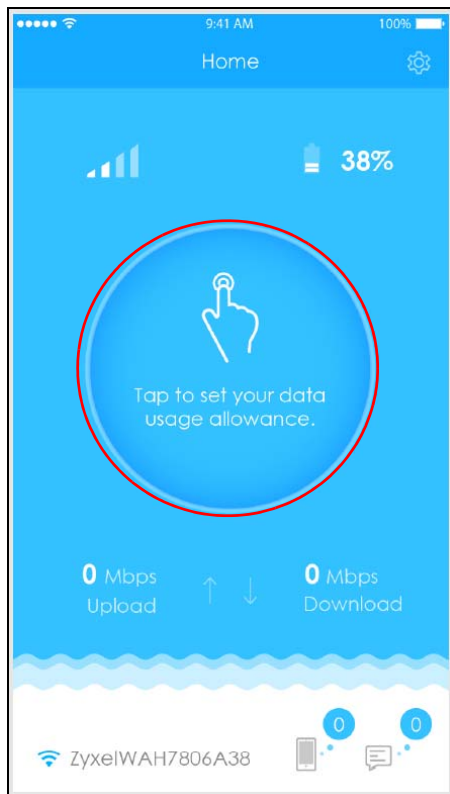 9:41 AM
100%
Home
38%
Tap to set your data
usage allowance.
0 Mbps
Upload
0 Mbps
Download
0
0
ZyxelWAH7806A38